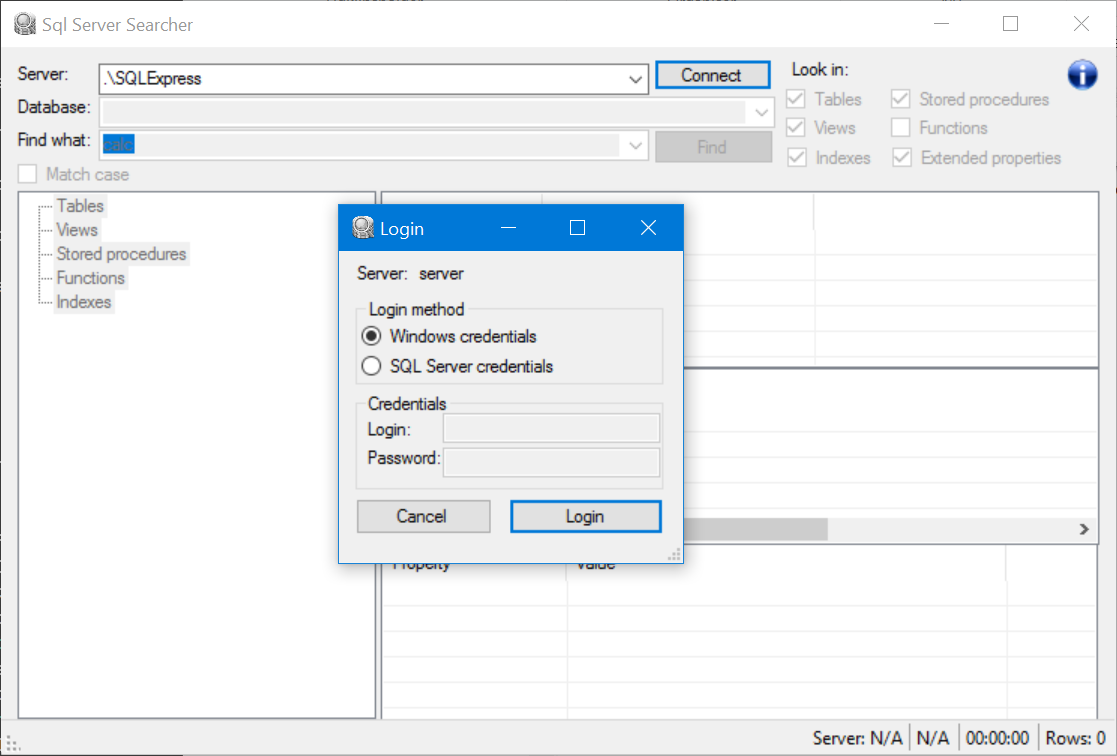 Sql Server Searcher
Server: .\SQLExpress Connect Look in:
Database: Tables Stored procedures
Find what: calc Find Views Functions
Match case Indexes Extended properties
Tables
Views
Stored procedures
Functions
Indexes
Login
Server: server
Login method
Windows credentials
SQL Server credentials
Credentials
Login:
Password:
Cancel Login
Property Value
Server: N/A N/A 00:00:00 Rows: 0